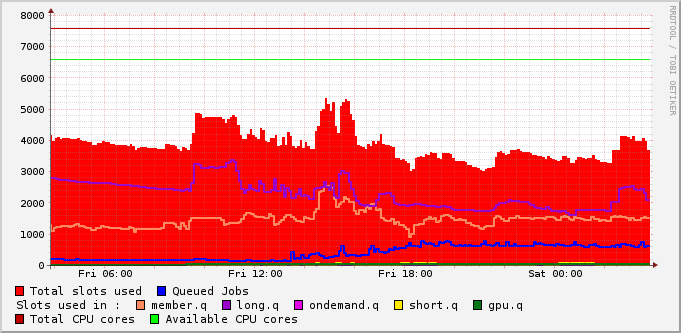 8000
7000
6000
5000
4000
3000
2000
1000
0
Fri 06:00 Fri 12:00 Fri 18:00 Sat 00:00
Total slots used Queued Jobs
Slots used in : member.q long.q ondemand.q short.q gpu.q
Total CPU cores Available CPU cores
RRDTOOL / TOBI OETIKER